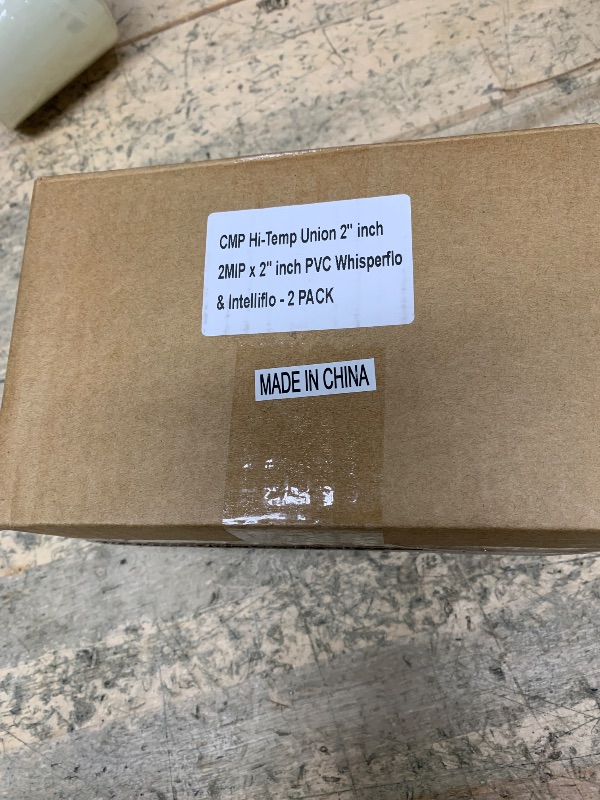 CMP Hi-Temp Union 2" inch
2MIP x 2" inch PVC Whisperflo
& Intelliflo - 2 PACK
MADE IN CHINA